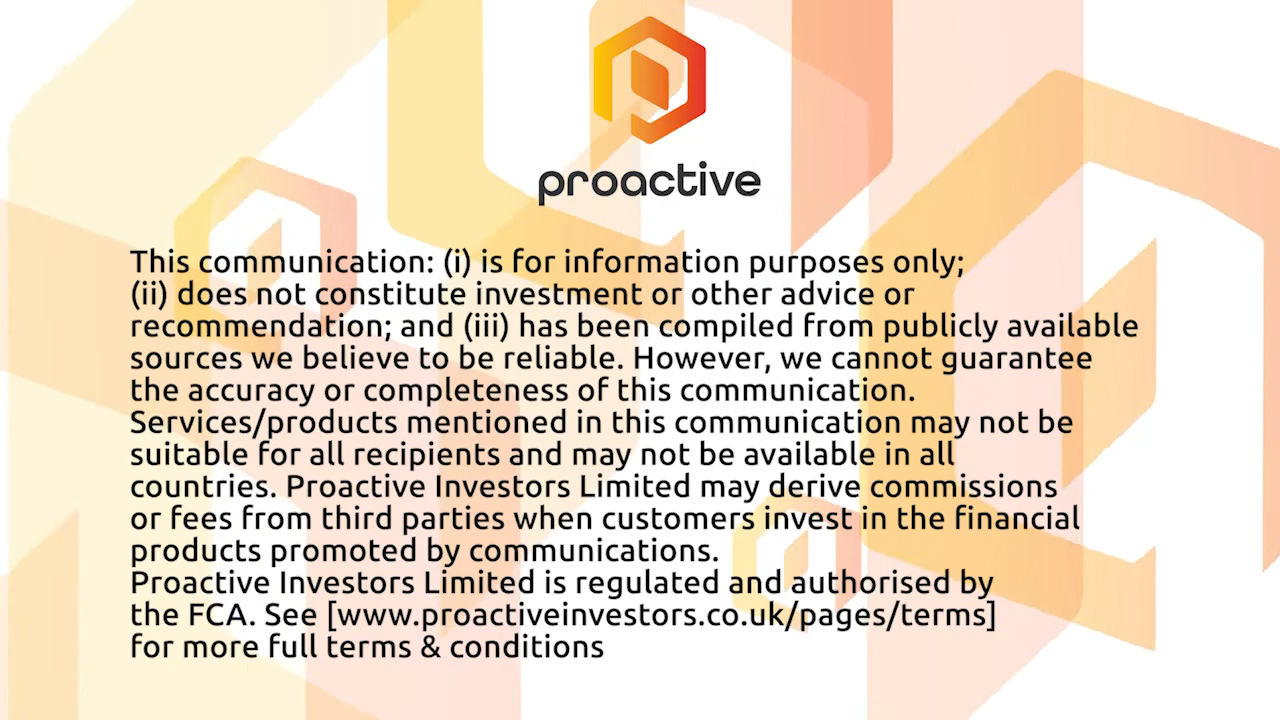 proactive
This communication: (i) is for information purposes only;
(ii) does not constitute investment or other advice or
recommendation; and (iii) has been compiled from publicly available
sources we believe to be reliable. However, we cannot guarantee
the accuracy or completeness of this communication.
Services/products mentioned in this communication may not be
suitable for all recipients and may not be available in all
countries. Proactive Investors Limited may derive commissions
or fees from third parties when customers invest in the financial
products promoted by communications.
Proactive Investors Limited is regulated and authorised by
the FCA. See [www.proactiveinvestors.co.uk/pages/terms]
for more full terms & conditions